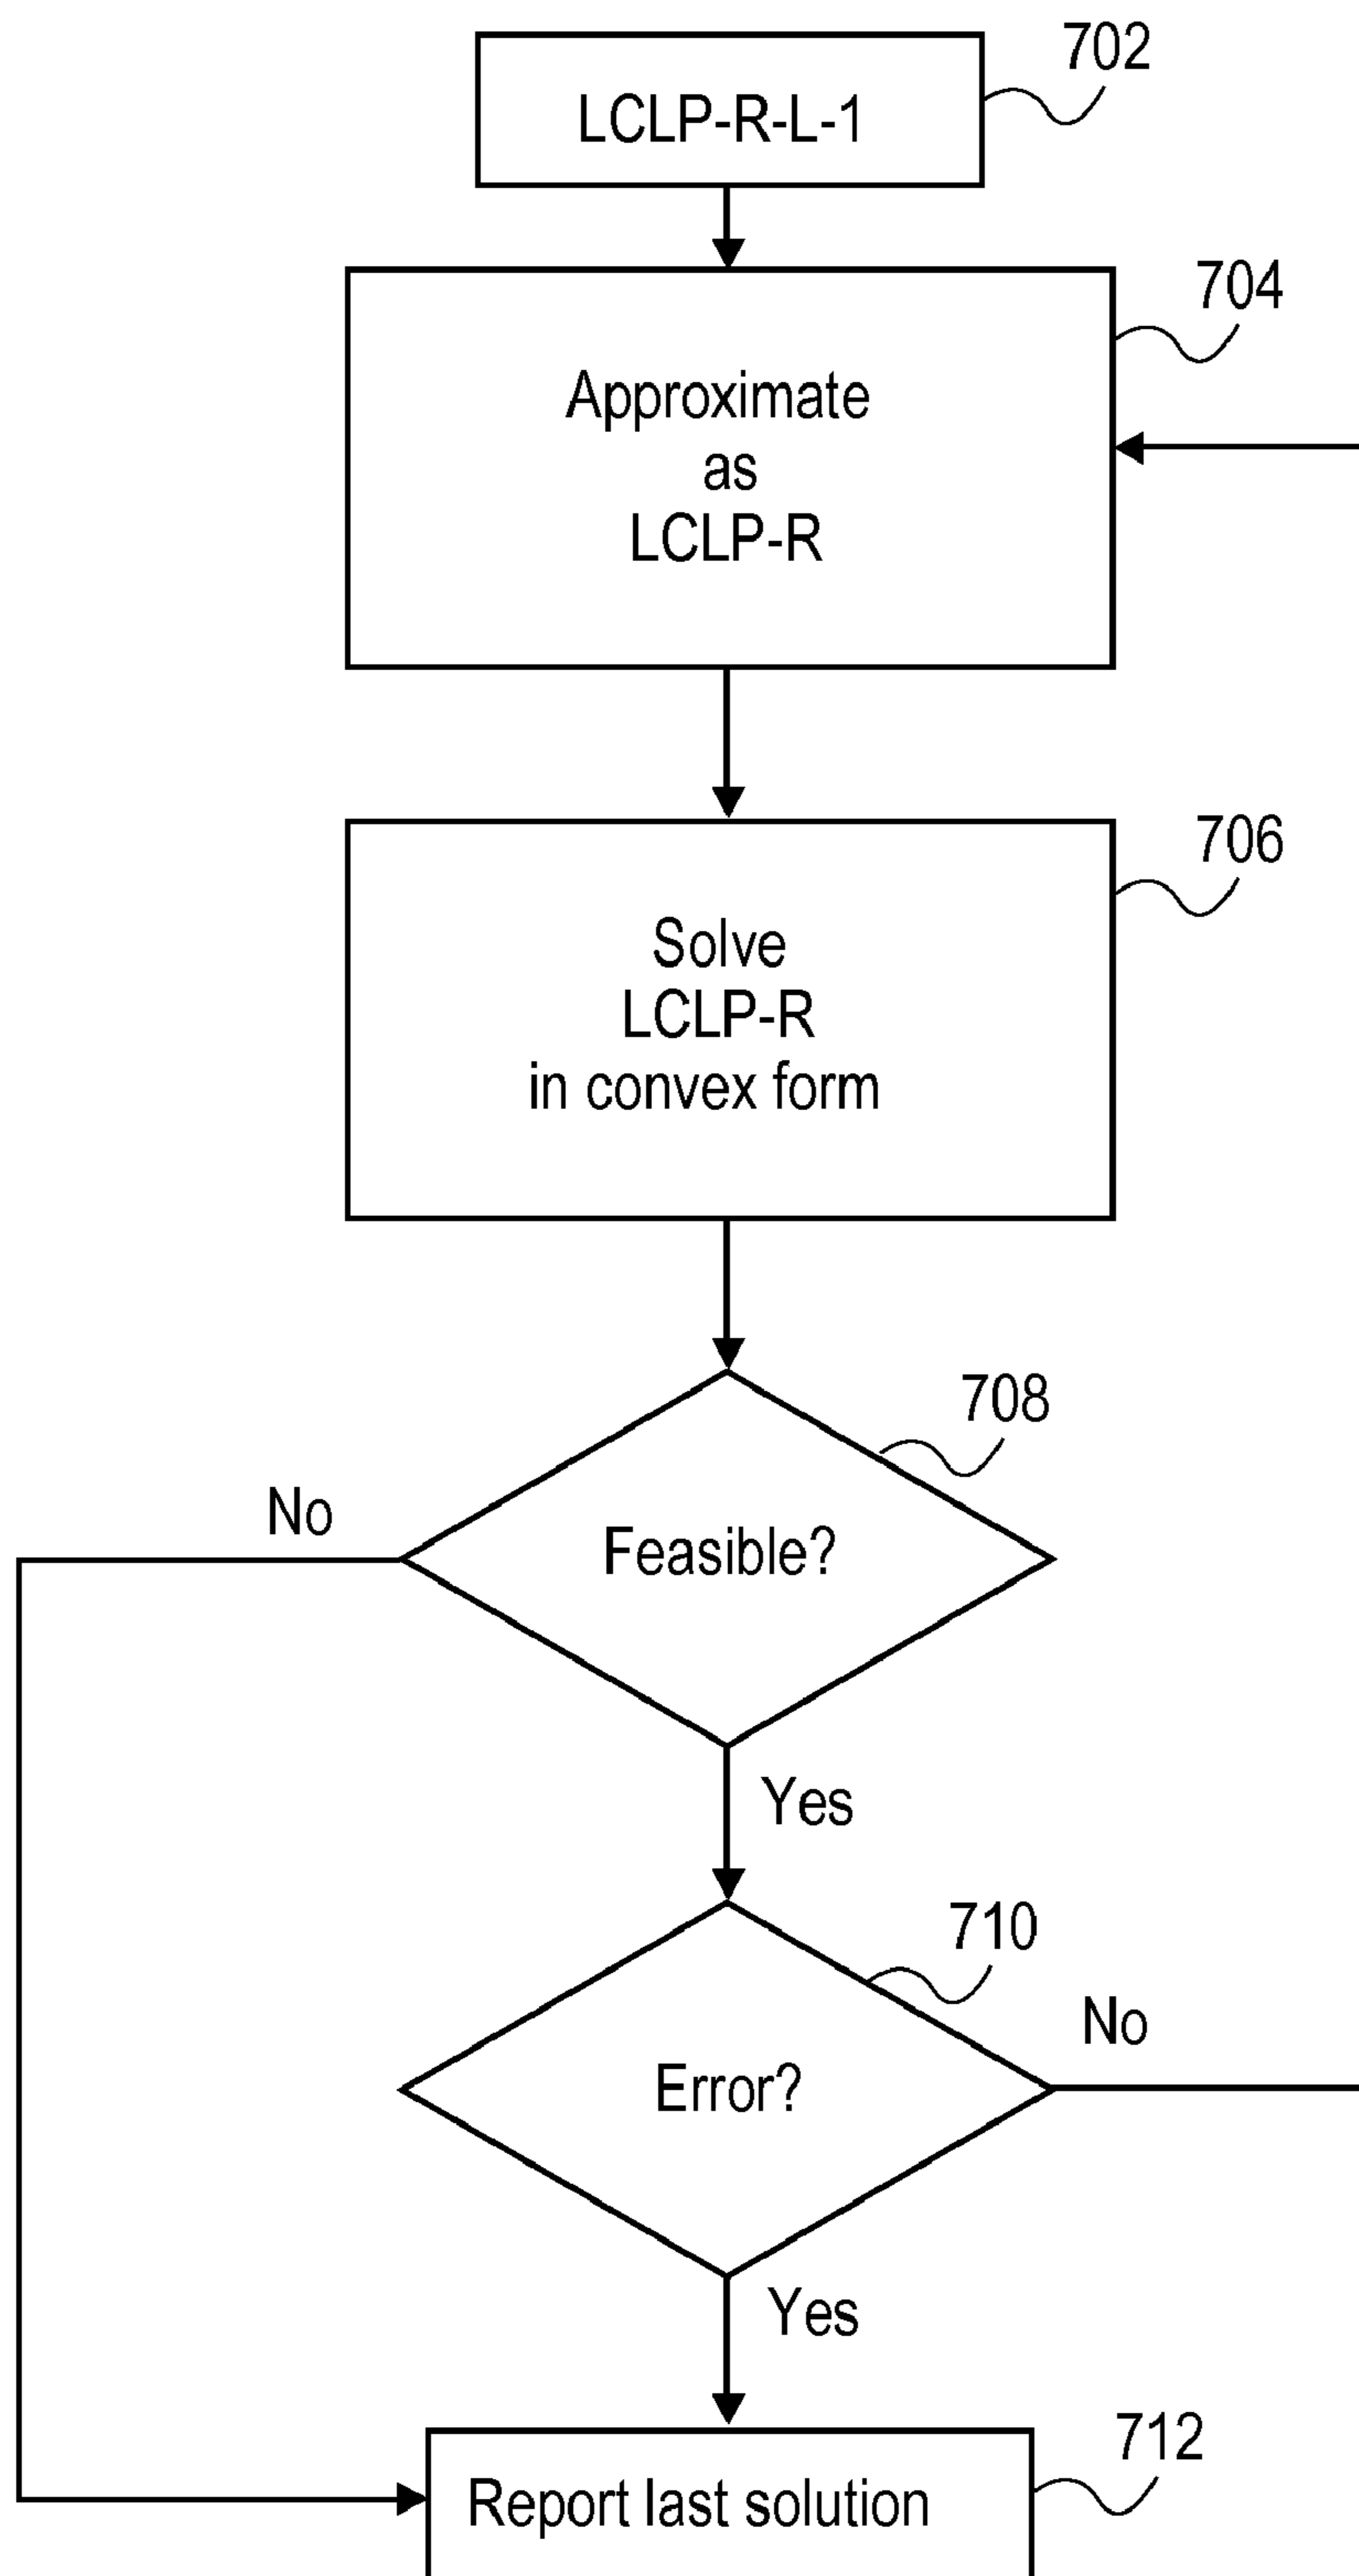 702
LCLP-R-L-1
704
Approximate
as
LCLP-R
706
Solve
LCLP-R
in convex form
708
No
Feasible?
Yes
710
No
Error?
Yes
712
Report last solution